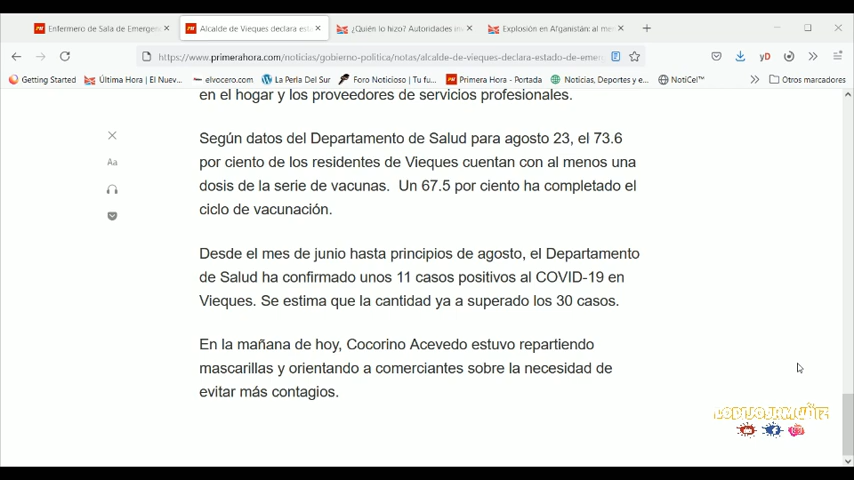 Enfermero de Sala de Emergen
Alcalde de Vieques declara est
¿Quién lo hizo? Autoridades inv
Explosión en Afganistán: al me
https://www.primerahora.com/noticias/gobierno-politica/notas/alcalde-de-vieques-declara-estado-de-emer
Getting Started
Última Hora | El Nuev...
elvocero.com
La Perla Del Sur
Foro Noticioso | Tu fu...
Primera Hora - Portada
Noticias, Deportes y e...
NotiCel™
Otros marcadores
en el hogar y los proveedores de servicios profesionales.
Aa
Según datos del Departamento de Salud para agosto 23, el 73.6
por ciento de los residentes de Vieques cuentan con al menos una
dosis de la serie de vacunas. Un 67.5 por ciento ha completado el
ciclo de vacunación.
Desde el mes de junio hasta principios de agosto, el Departamento
de Salud ha confirmado unos 11 casos positivos al COVID-19 en
Vieques. Se estima que la cantidad ya a superado los 30 casos.
En la mañana de hoy, Cocorino Acevedo estuvo repartiendo
mascarillas y orientando a comerciantes sobre la necesidad de
evitar más contagios.
LODIJOJRMUÑIZ